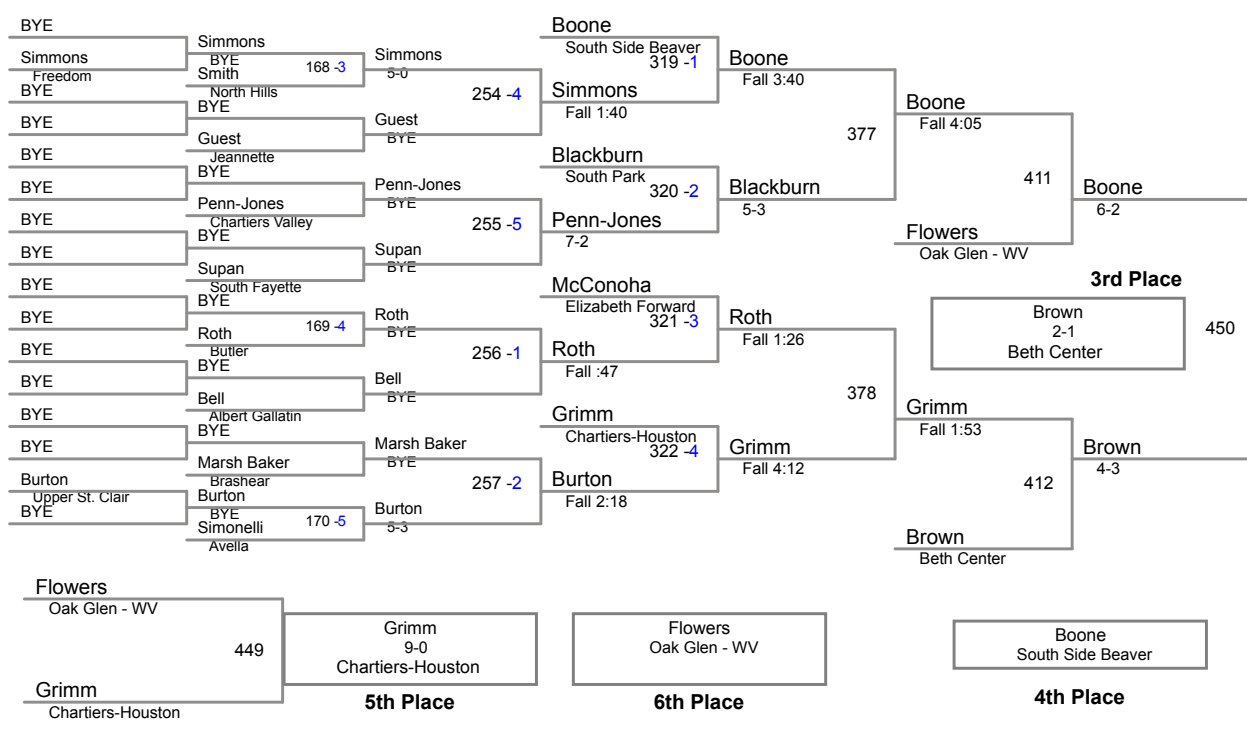 BYE
Simmons
Freedom
BYE
BYE
BYE
BYE
BYE
BYE
BYE
BYE
BYE
BYE
BYE
BYE
Burton
Upper St. Clair
BYE
Simmons
BYE
168 -3
Smith
North Hills
BYE
Guest
Jeannette
BYE
Penn-Jones
Chartiers Valley
BYE
Supan
South Fayette
BYE
169 -4
Roth
Butler
BYE
Bell
Albert Gallatin
BYE
Marsh Baker
Brashear
Burton
BYE
170 -5
Simonelli
Avella
Simmons
5-0
254 -4
Guest
BYE
Penn-Jones
BYE
255 -5
Supan
BYE
Roth
BYE
256 -1
Bell
BYE
Marsh Baker
BYE
257 -2
Burton
5-3
Boone
South Side Beaver
319 -1
Simmons
Fall 1:40
Blackburn
South Park
320 -2
Penn-Jones
7-2
McConoha
Elizabeth Forward
321 -3
Roth
Fall :47
Grimm
Chartiers-Houston
322 -4
Burton
Fall 2:18
Boone
Fall 3:40
377
Blackburn
5-3
Roth
Fall 1:26
378
Grimm
Fall 4:12
Boone
Fall 4:05
411
Flowers
Oak Glen - WV
Grimm
Fall 1:53
412
Brown
Beth Center
Boone
6-2
3rd Place
Brown
2-1
Beth Center
450
Brown
4-3
Flowers
Oak Glen - WV
449
Grimm
Chartiers-Houston
Grimm
9-0
Chartiers-Houston
5th Place
Flowers
Oak Glen - WV
6th Place
Boone
South Side Beaver
4th Place